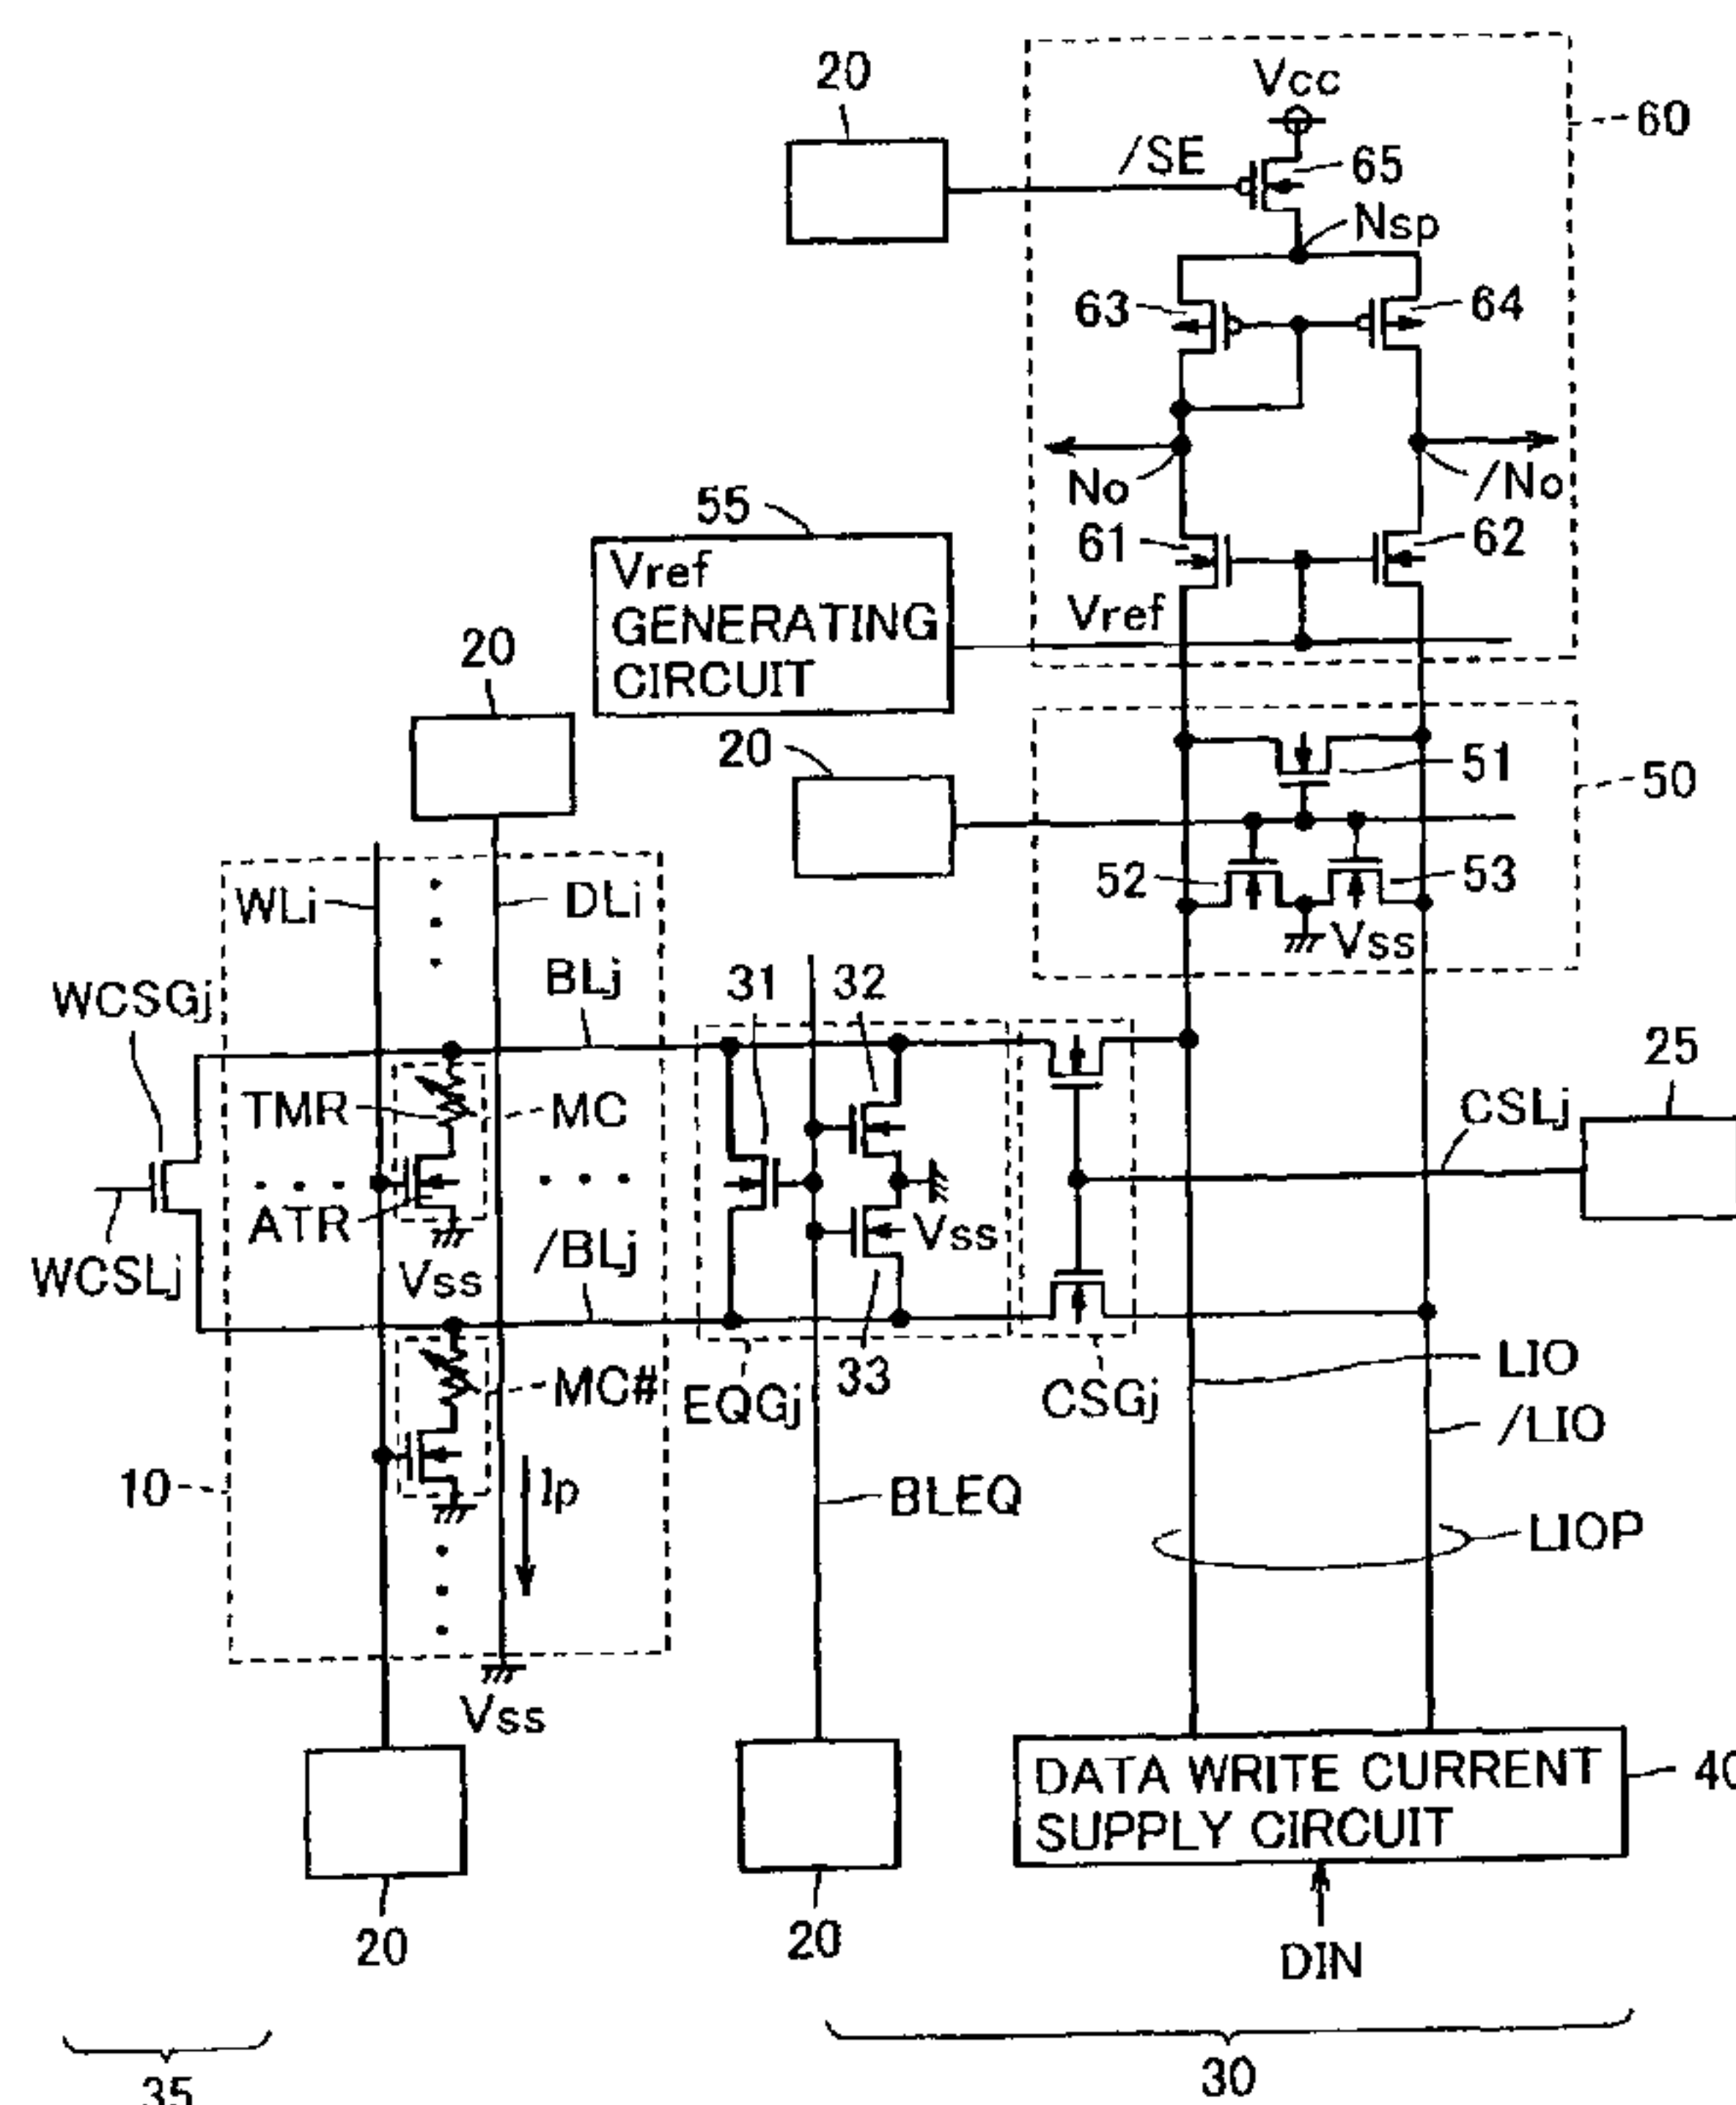 20
Vcc
60
/SE
65
Nsp
63
64
No
/No
55
61
62
Vref
GENERATING
CIRCUIT
Vref
20
20
51
50
52
53
Vss
WLi
DLi
BLj
31
32
WCSGj
25
TMR
MC
CSLj
ATR
Vss
/BLj
Vss
WCSLj
MC#
EQGj
33
CSGj
LIO
/LIO
10
Ip
BLEQ
LIOP
Vss
DATA WRITE CURRENT
SUPPLY CIRCUIT
40
20
20
DIN
35
30